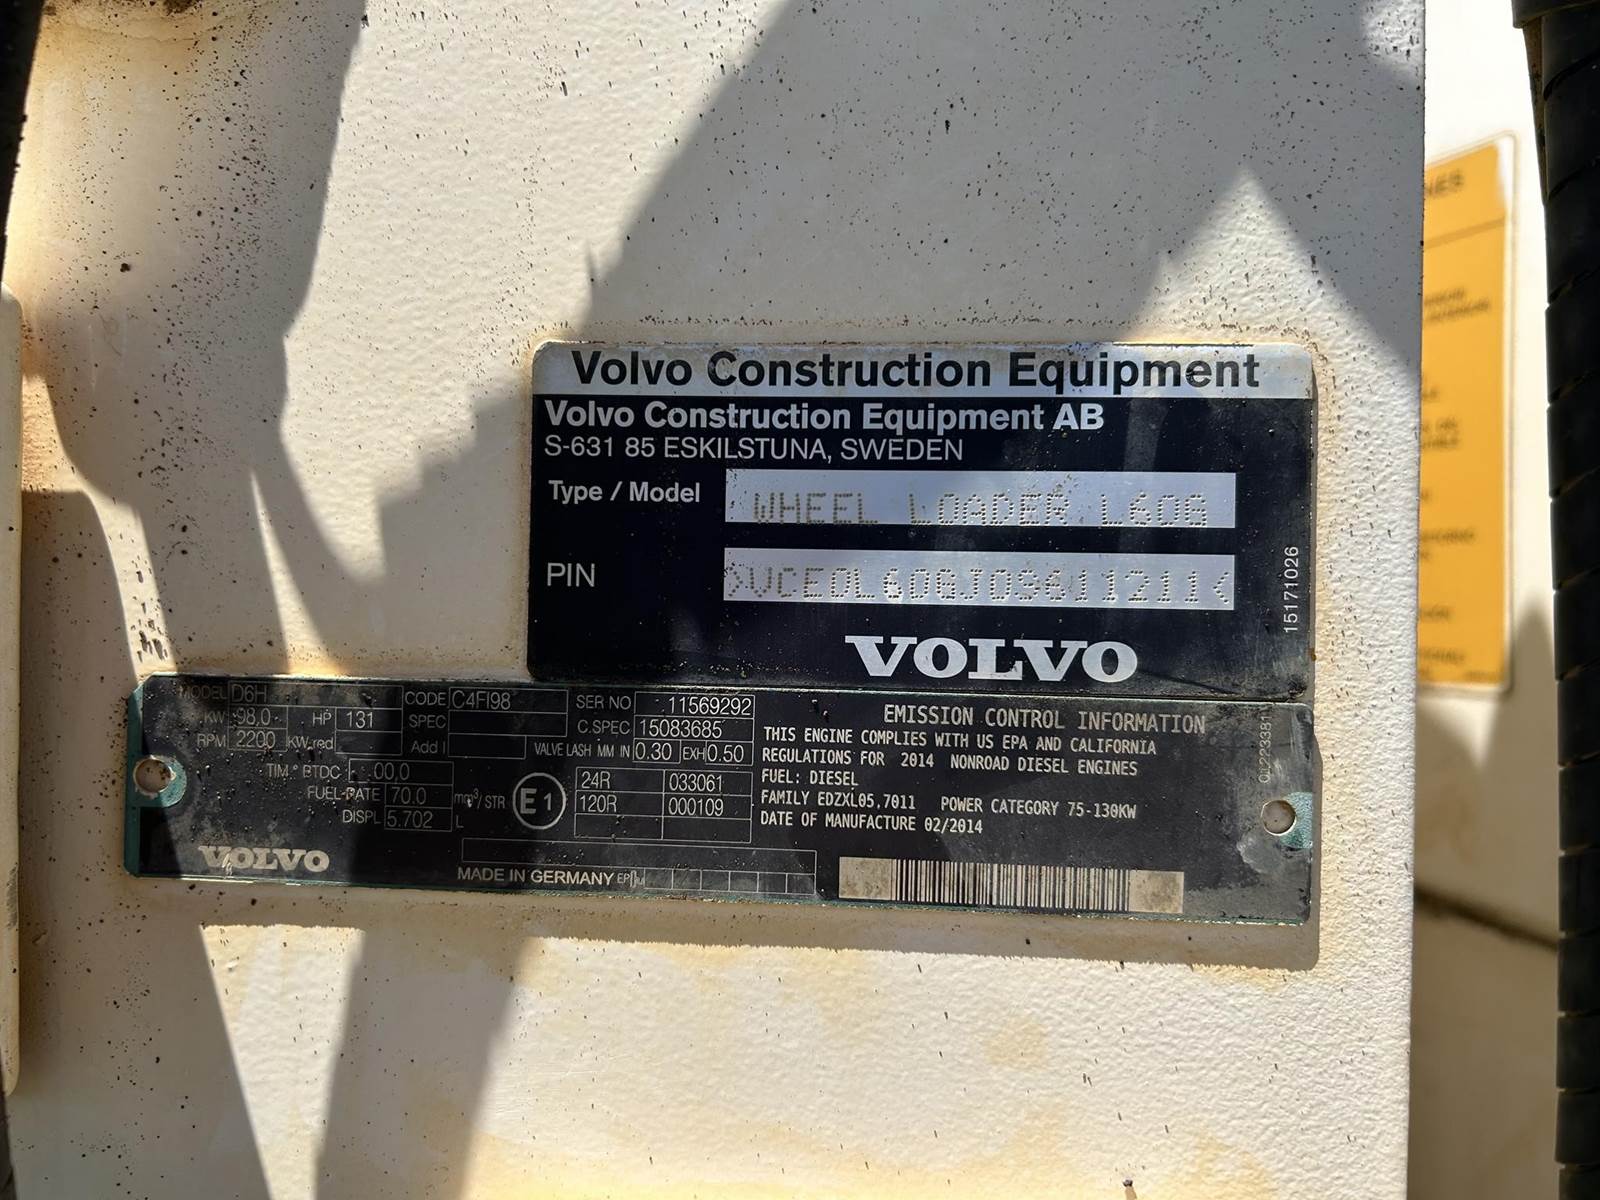 Volvo Construction Equipment
Volvo Construction Equipment AB
S-631 85 ESKILSTUNA, SWEDEN
Type / Model WHEEL LOADER L60G
PIN >VCE0L60GJ0S611211<
15171026
VOLVO
MODEL D6H CODE C4FI98 SER NO 11569292
KW 98,0 HP 131 SPEC C.SPEC 15083685
RPM 2200 KW-red Add I VALVE LASH MM IN 0.30 EXH 0.50
TIM ° BTDC 00,0
FUEL-RATE 70.0 mm³/STR
DISPL 5.702 L
E1
24R 033061
120R 000109
EMISSION CONTROL INFORMATION
THIS ENGINE COMPLIES WITH US EPA AND CALIFORNIA
REGULATIONS FOR 2014 NONROAD DIESEL ENGINES
FUEL: DIESEL
FAMILY EDZXL05.7011 POWER CATEGORY 75-130KW
DATE OF MANUFACTURE 02/2014
VOLVO
MADE IN GERMANY